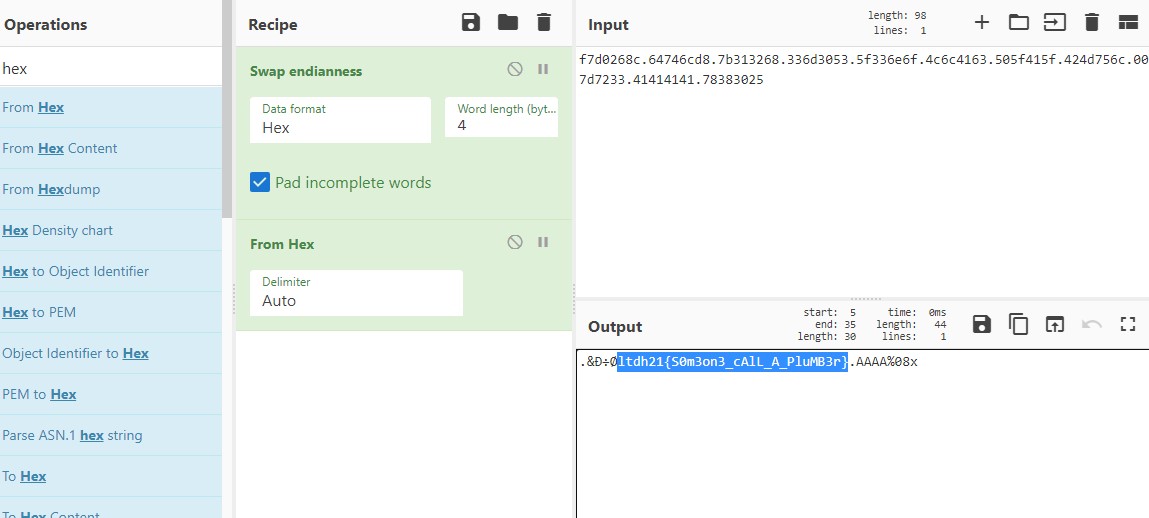 Operations
hex
From Hex
From Hex Content
From Hexdump
Hex Density chart
Hex to Object Identifier
Hex to PEM
Object Identifier to Hex
PEM to Hex
Parse ASN.1 hex string
To Hex
To Hex Content
Recipe
Swap endianness
Data format
Hex
Word length (byt...
4
Pad incomplete words
From Hex
Delimiter
Auto
Input
length: 98
lines: 1
f7d0268c.64746cd8.7b313268.336d3053.5f336e6f.4c6c4163.505f415f.424d756c.00
7d7233.41414141.78383025
Output
start: 5 time: 0ms
end: 35 length: 44
length: 30 lines: 1
.&Ð÷Øltdh21{S0m3on3_cAlL_A_PluMB3r}.AAAA%08x